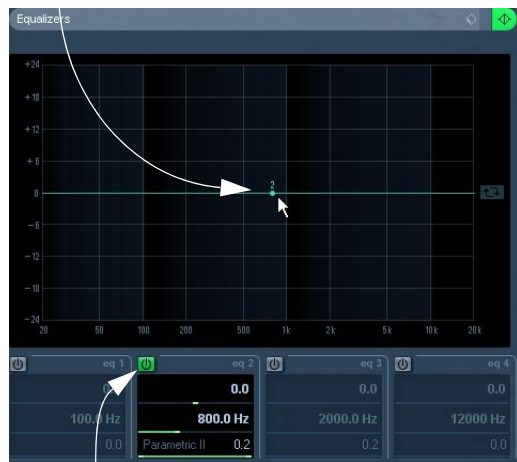 Equalizers
+24
+18
+12
+6
0
-6
-12
-18
-24
2
20 50 100 200 500 1k 2k 5k 10k 20k
eq 1 eq 2 eq 3 eq 4
0.0 0.0 0.0
100.0 Hz 800.0 Hz 2000.0 Hz 12000 Hz
0.0 Parametric II 0.2 0.2 0.0